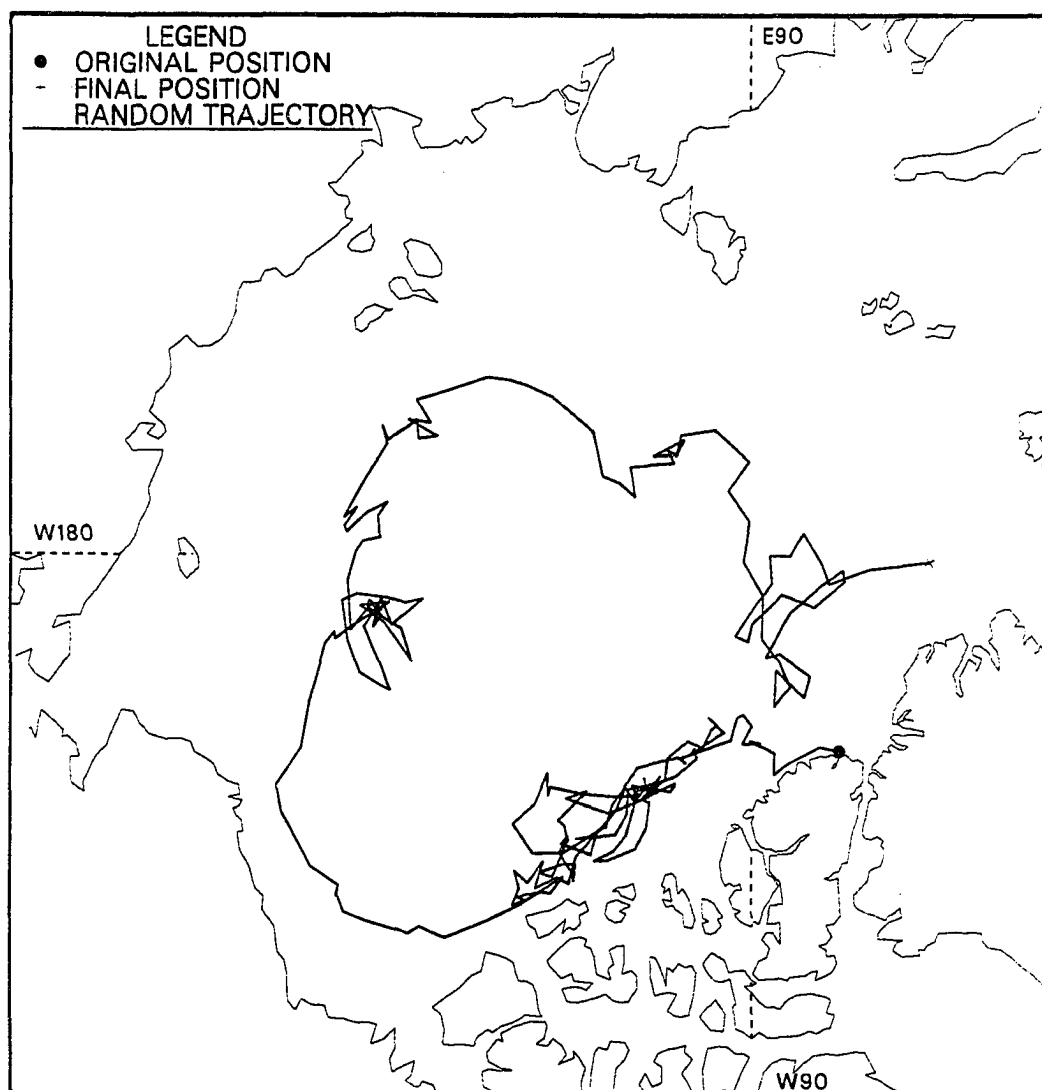 LEGEND
● ORIGINAL POSITION
- FINAL POSITION
RANDOM TRAJECTORY
E90
W180
W90